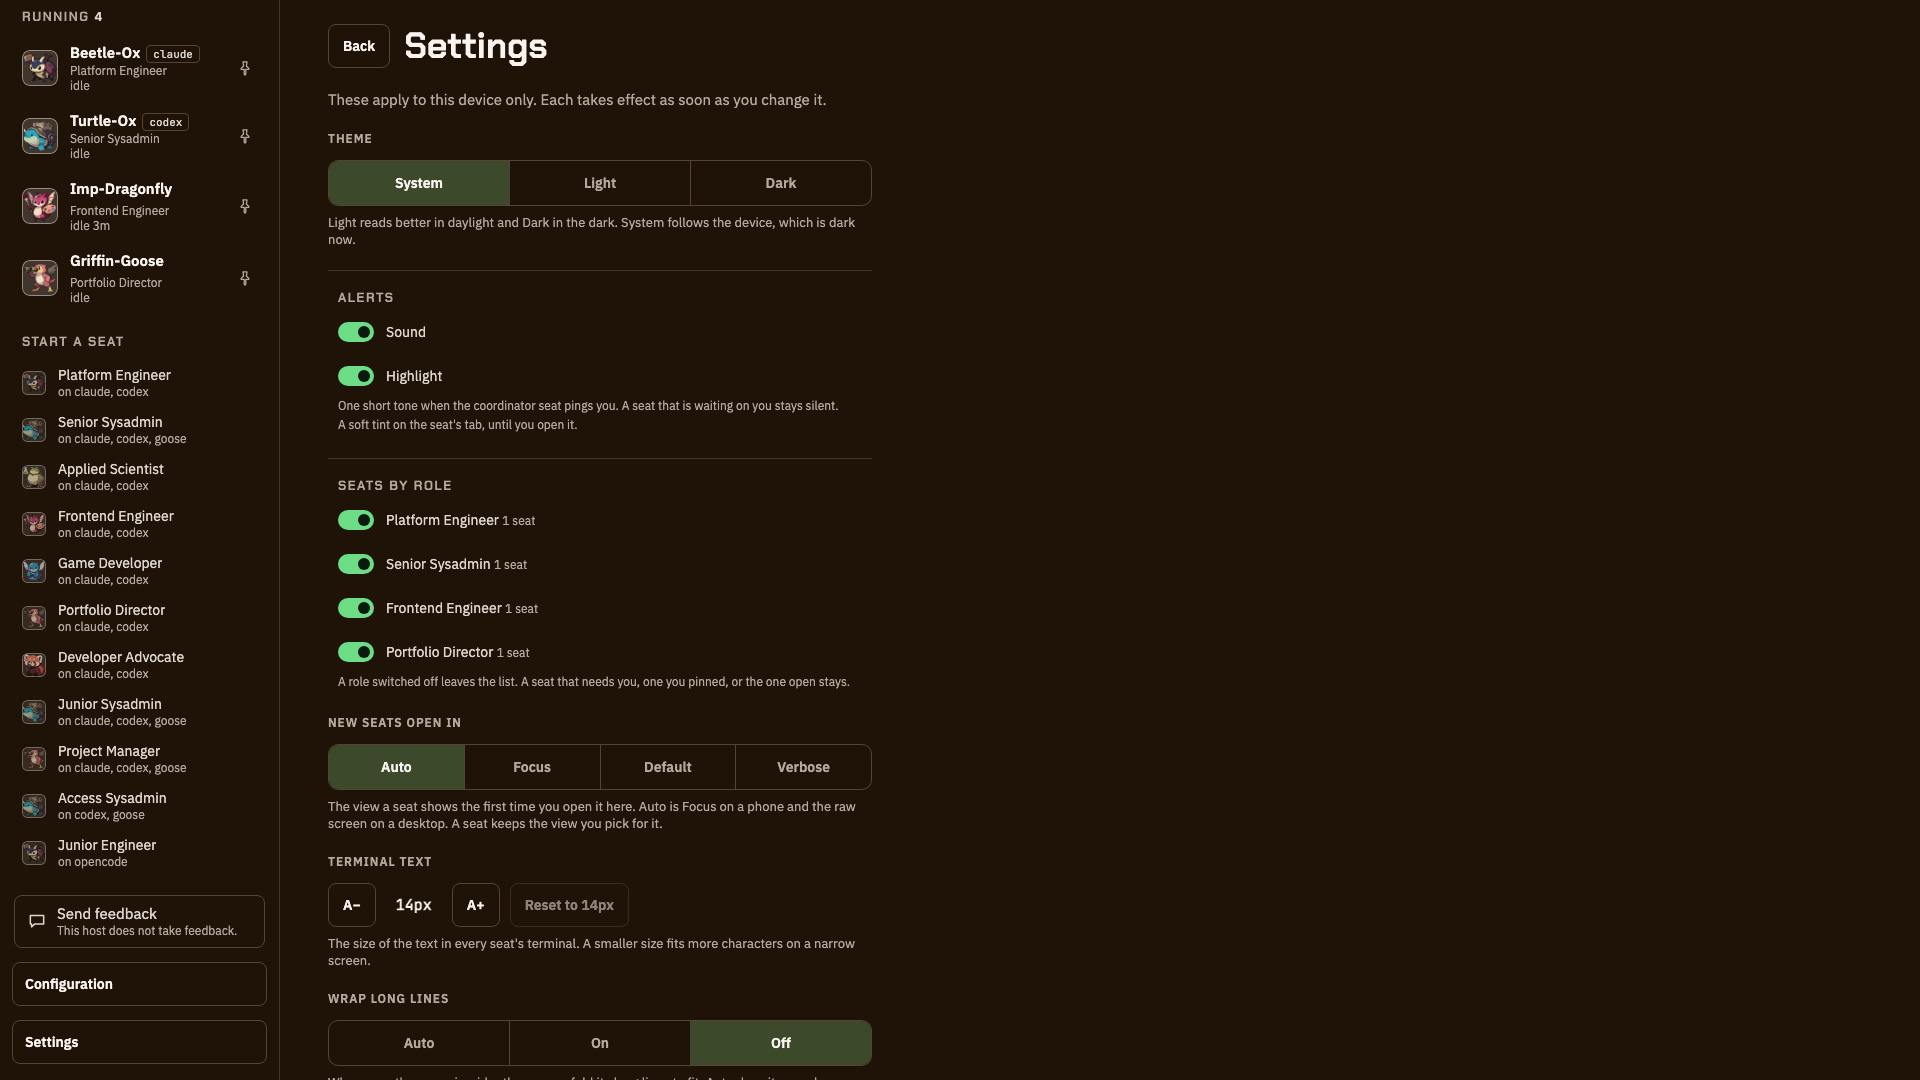 RUNNING 4
Beetle-Ox claude
Platform Engineer
idle
Turtle-Ox codex
Senior Sysadmin
idle
Imp-Dragonfly
Frontend Engineer
idle 3m
Griffin-Goose
Portfolio Director
idle
START A SEAT
Platform Engineer
on claude, codex
Senior Sysadmin
on claude, codex, goose
Applied Scientist
on claude, codex
Frontend Engineer
on claude, codex
Game Developer
on claude, codex
Portfolio Director
on claude, codex
Developer Advocate
on claude, codex
Junior Sysadmin
on claude, codex, goose
Project Manager
on claude, codex, goose
Access Sysadmin
on codex, goose
Junior Engineer
on opencode
Send feedback
This host does not take feedback.
Configuration
Settings
Back Settings
These apply to this device only. Each takes effect as soon as you change it.
THEME
System Light Dark
Light reads better in daylight and Dark in the dark. System follows the device, which is dark
now.
ALERTS
Sound
Highlight
One short tone when the coordinator seat pings you. A seat that is waiting on you stays silent.
A soft tint on the seat's tab, until you open it.
SEATS BY ROLE
Platform Engineer 1 seat
Senior Sysadmin 1 seat
Frontend Engineer 1 seat
Portfolio Director 1 seat
A role switched off leaves the list. A seat that needs you, one you pinned, or the one open stays.
NEW SEATS OPEN IN
Auto Focus Default Verbose
The view a seat shows the first time you open it here. Auto is Focus on a phone and the raw
screen on a desktop. A seat keeps the view you pick for it.
TERMINAL TEXT
A− 14px A+ Reset to 14px
The size of the text in every seat's terminal. A smaller size fits more characters on a narrow
screen.
WRAP LONG LINES
Auto On Off